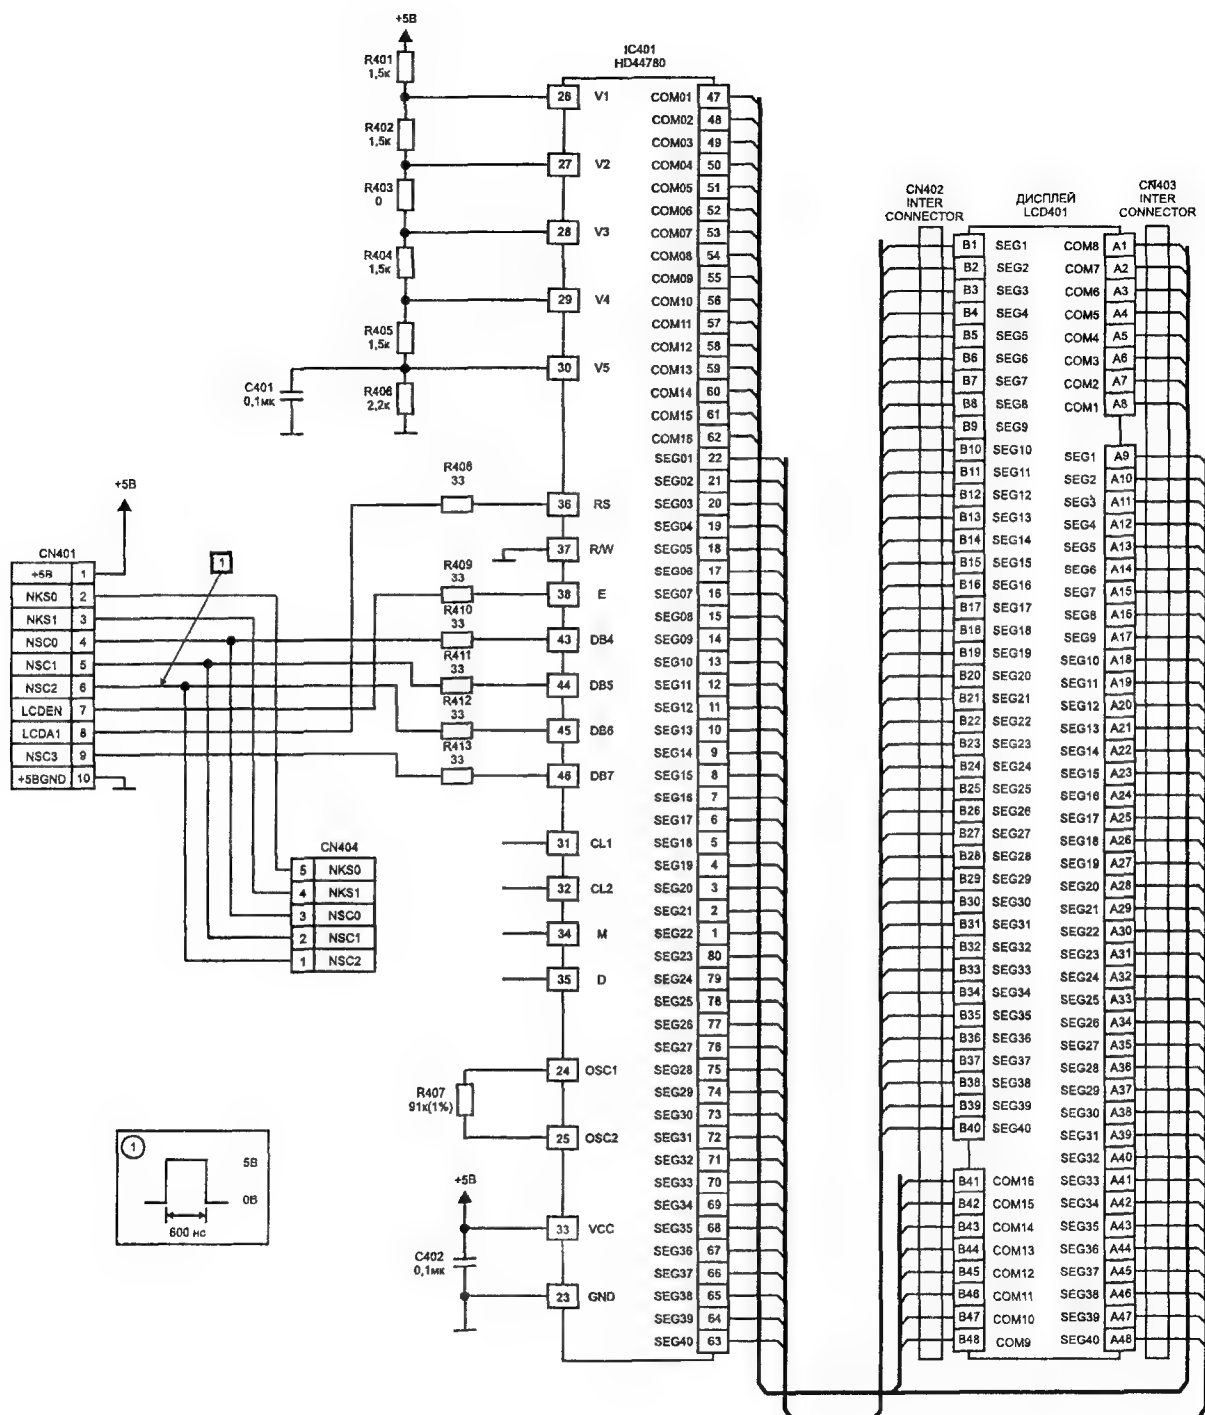 +5В
R401
1,5к
R402
1,5к
R403
0
R404
1,5к
R405
1,5к
R406
2,2к
C401
0,1мк
IC401
HD44780
26 V1
27 V2
28 V3
29 V4
30 V5
36 RS
37 R/W
38 E
43 DB4
44 DB5
45 DB6
46 DB7
31 CL1
32 CL2
34 M
35 D
24 OSC1
25 OSC2
33 VCC
23 GND
COM01 47
COM02 48
COM03 49
COM04 50
COM05 51
COM06 52
COM07 53
COM08 54
COM09 55
COM10 56
COM11 57
COM12 58
COM13 59
COM14 60
COM15 61
COM16 62
SEG01 22
SEG02 21
SEG03 20
SEG04 19
SEG05 18
SEG06 17
SEG07 16
SEG08 15
SEG09 14
SEG10 13
SEG11 12
SEG12 11
SEG13 10
SEG14 9
SEG15 8
SEG16 7
SEG17 6
SEG18 5
SEG19 4
SEG20 3
SEG21 2
SEG22 1
SEG23 80
SEG24 79
SEG25 78
SEG26 77
SEG27 76
SEG28 75
SEG29 74
SEG30 73
SEG31 72
SEG32 71
SEG33 70
SEG34 69
SEG35 68
SEG36 67
SEG37 66
SEG38 65
SEG39 64
SEG40 63
R408
33
R409
33
R410
33
R411
33
R412
33
R413
33
+5В
1
CN401
+5В 1
NKS0 2
NKS1 3
NSC0 4
NSC1 5
NSC2 6
LCDEN 7
LCDA1 8
NSC3 9
+5BGND 10
CN404
5 NKS0
4 NKS1
3 NSC0
2 NSC1
1 NSC2
R407
91к(1%)
+5В
C402
0,1мк
1
5В
0В
600 нс
CN402
INTER
CONNECTOR
ДИСПЛЕЙ
LCD401
CN403
INTER
CONNECTOR
B1 SEG1
B2 SEG2
B3 SEG3
B4 SEG4
B5 SEG5
B6 SEG6
B7 SEG7
B8 SEG8
B9 SEG9
B10 SEG10
B11 SEG11
B12 SEG12
B13 SEG13
B14 SEG14
B15 SEG15
B16 SEG16
B17 SEG17
B18 SEG18
B19 SEG19
B20 SEG20
B21 SEG21
B22 SEG22
B23 SEG23
B24 SEG24
B25 SEG25
B26 SEG26
B27 SEG27
B28 SEG28
B29 SEG29
B30 SEG30
B31 SEG31
B32 SEG32
B33 SEG33
B34 SEG34
B35 SEG35
B36 SEG36
B37 SEG37
B38 SEG38
B39 SEG39
B40 SEG40
B41 COM16
B42 COM15
B43 COM14
B44 COM13
B45 COM12
B46 COM11
B47 COM10
B48 COM9
COM8 A1
COM7 A2
COM6 A3
COM5 A4
COM4 A5
COM3 A6
COM2 A7
COM1 A8
SEG1 A9
SEG2 A10
SEG3 A11
SEG4 A12
SEG5 A13
SEG6 A14
SEG7 A15
SEG8 A16
SEG9 A17
SEG10 A18
SEG11 A19
SEG12 A20
SEG13 A21
SEG14 A22
SEG15 A23
SEG16 A24
SEG17 A25
SEG18 A26
SEG19 A27
SEG20 A28
SEG21 A29
SEG22 A30
SEG23 A31
SEG24 A32
SEG25 A33
SEG26 A34
SEG27 A35
SEG28 A36
SEG29 A37
SEG30 A38
SEG31 A39
SEG32 A40
SEG33 A41
SEG34 A42
SEG35 A43
SEG36 A44
SEG37 A45
SEG38 A46
SEG39 A47
SEG40 A48